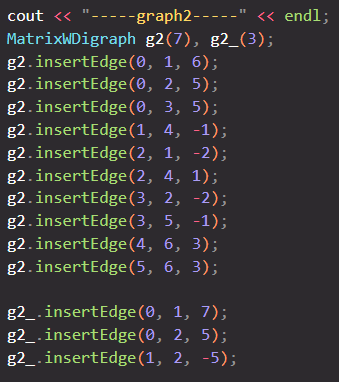 cout << "-----graph2-----" << endl;
MatrixWDigraph g2(7), g2_(3);
g2.insertEdge(0, 1, 6);
g2.insertEdge(0, 2, 5);
g2.insertEdge(0, 3, 5);
g2.insertEdge(1, 4, -1);
g2.insertEdge(2, 1, -2);
g2.insertEdge(2, 4, 1);
g2.insertEdge(3, 2, -2);
g2.insertEdge(3, 5, -1);
g2.insertEdge(4, 6, 3);
g2.insertEdge(5, 6, 3);

g2_.insertEdge(0, 1, 7);
g2_.insertEdge(0, 2, 5);
g2_.insertEdge(1, 2, -5);